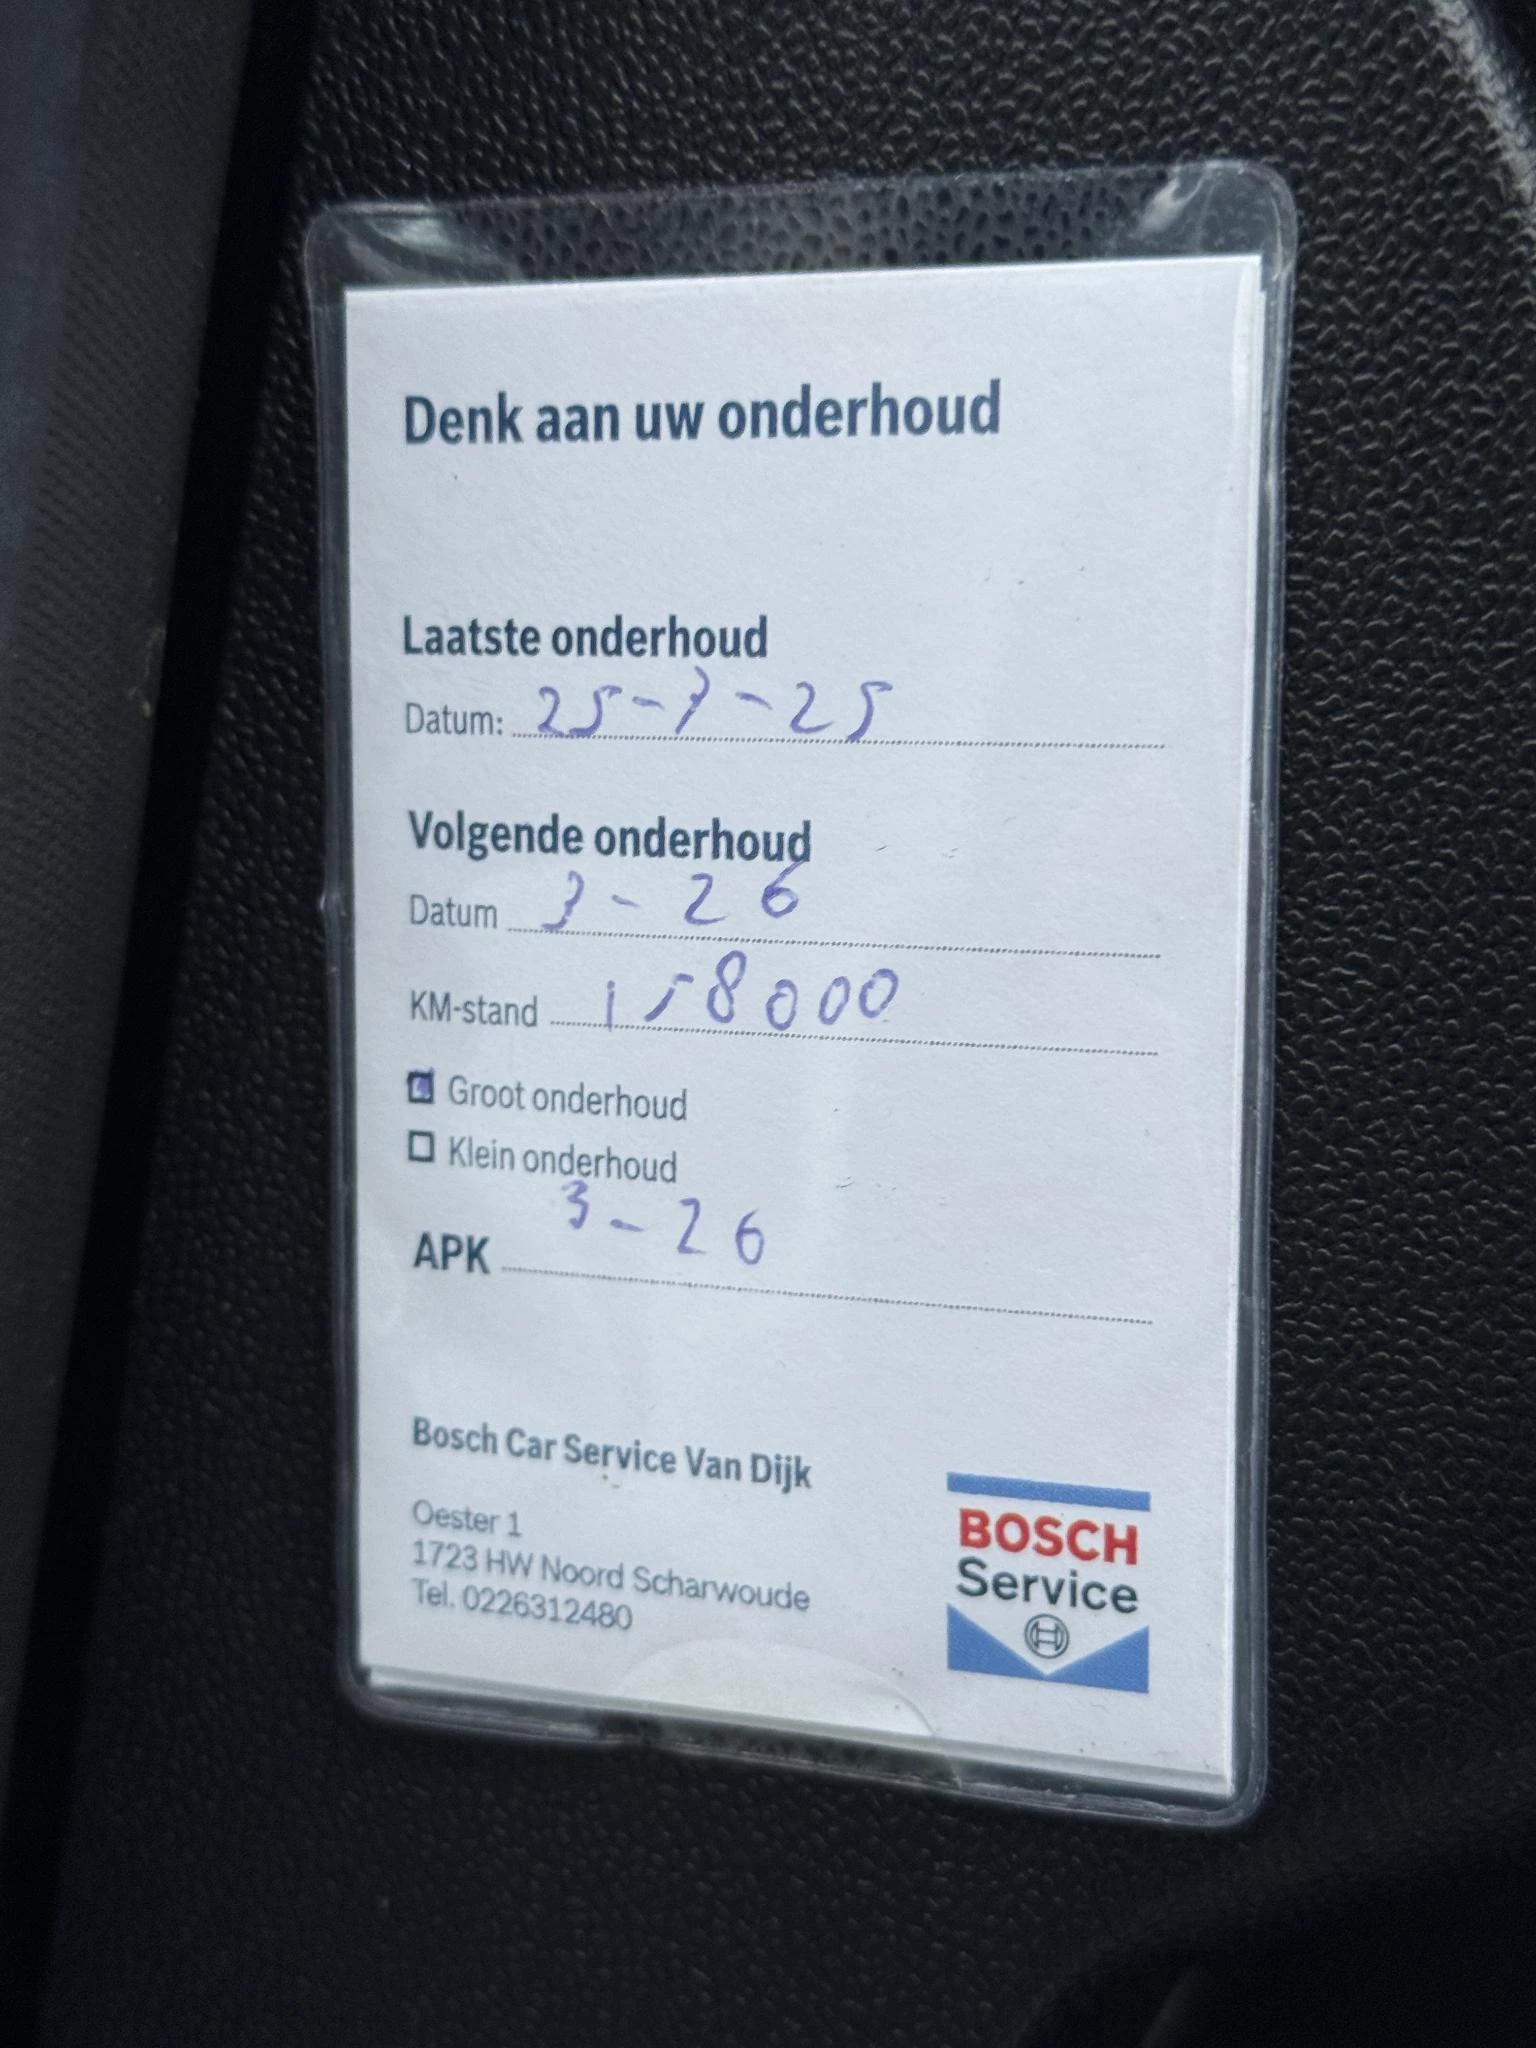 Denk aan uw onderhoud
Laatste onderhoud
Datum: 25-7-25
Volgende onderhoud
Datum 3-26
KM-stand 158000
Groot onderhoud
Klein onderhoud
APK 3-26
Bosch Car Service Van Dijk
Oester 1
1723 HW Noord Scharwoude
Tel. 0226312480
BOSCH
Service